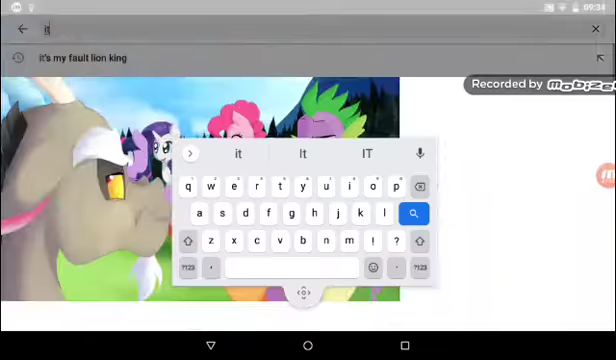 09:34
it
it's my fault lion king
Recorded by mobizen
it It IT
q w e r t y u i o p
a s d f g h j k l
z x c v b n m ! ?
?123 , . ?123